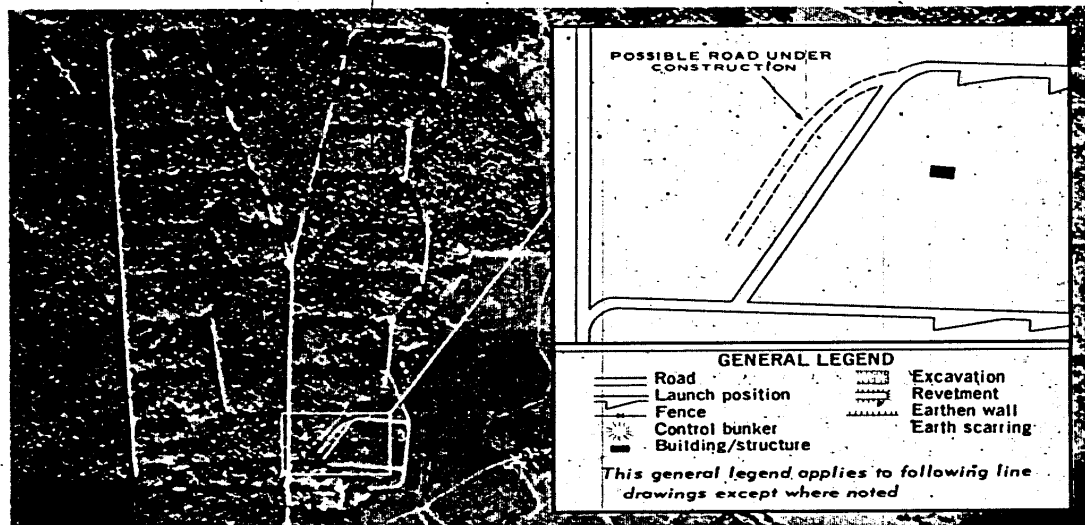 POSSIBLE ROAD UNDER
CONSTRUCTION
GENERAL LEGEND
Road
Launch position
Fence
Control bunker
Building/structure
Excavation
Revetment
Earthen wall
Earth scarring
This general legend applies to following line
drawings except where noted